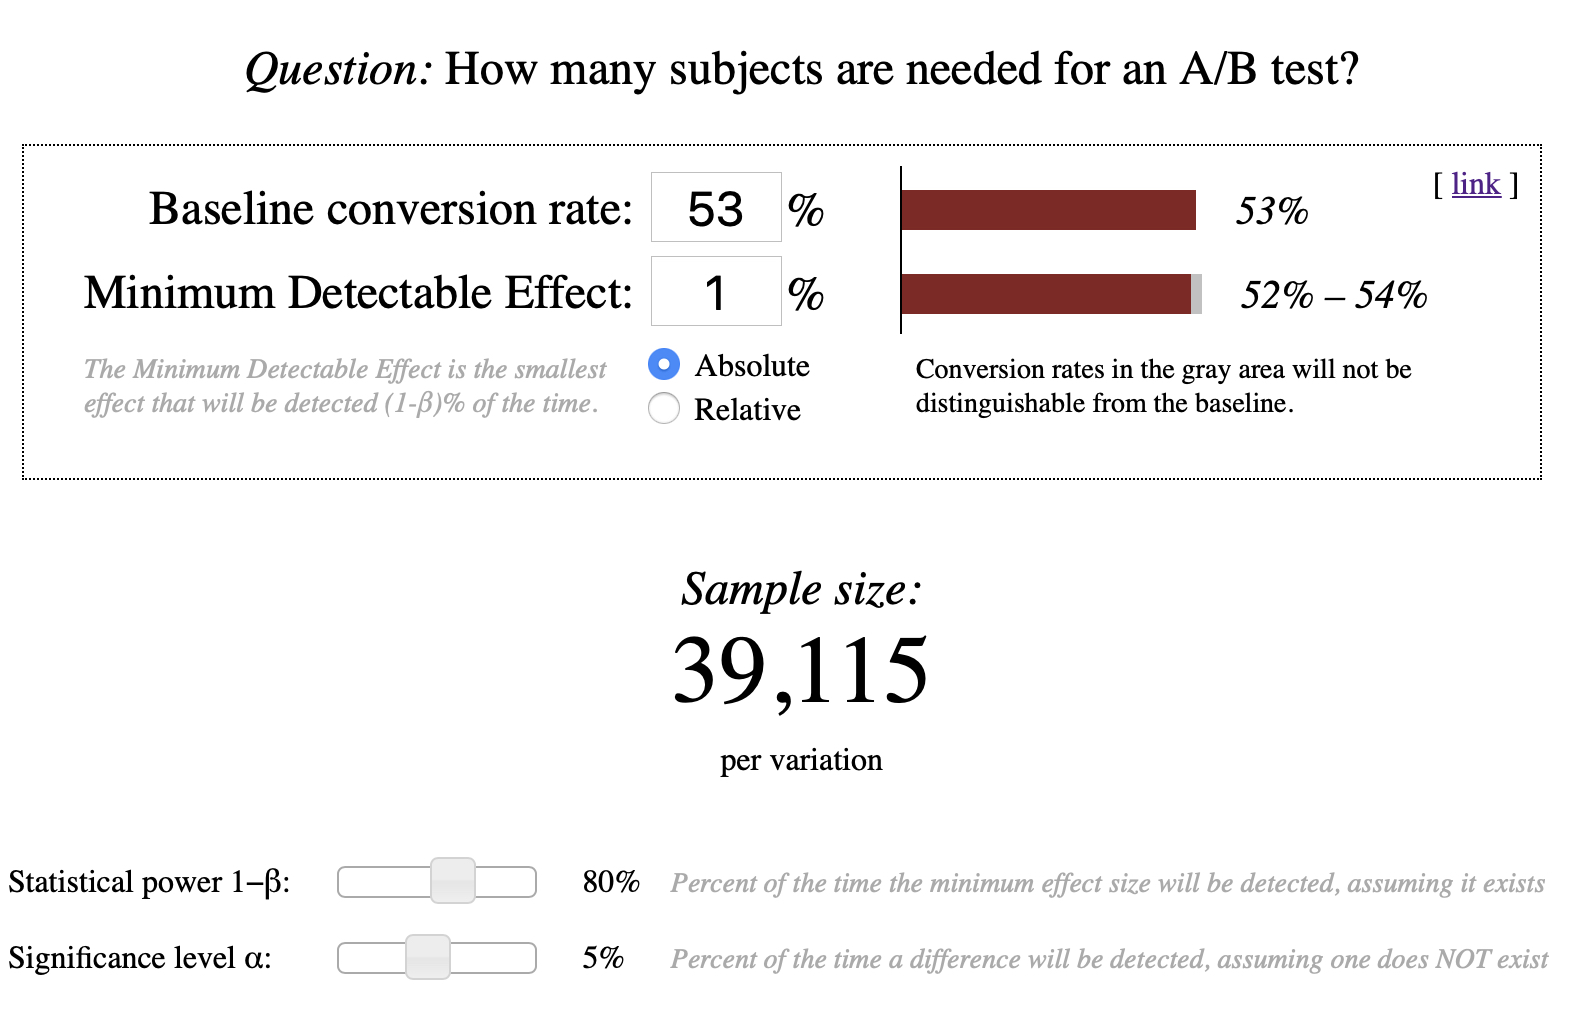 Question: How many subjects are needed for an A/B test?
[ link ]
Baseline conversion rate: 53 % 53%
Minimum Detectable Effect: 1 % 52% – 54%
The Minimum Detectable Effect is the smallest
effect that will be detected (1-β)% of the time.
Absolute
Relative
Conversion rates in the gray area will not be
distinguishable from the baseline.
Sample size:
39,115
per variation
Statistical power 1–β: 80% Percent of the time the minimum effect size will be detected, assuming it exists
Significance level α: 5% Percent of the time a difference will be detected, assuming one does NOT exist